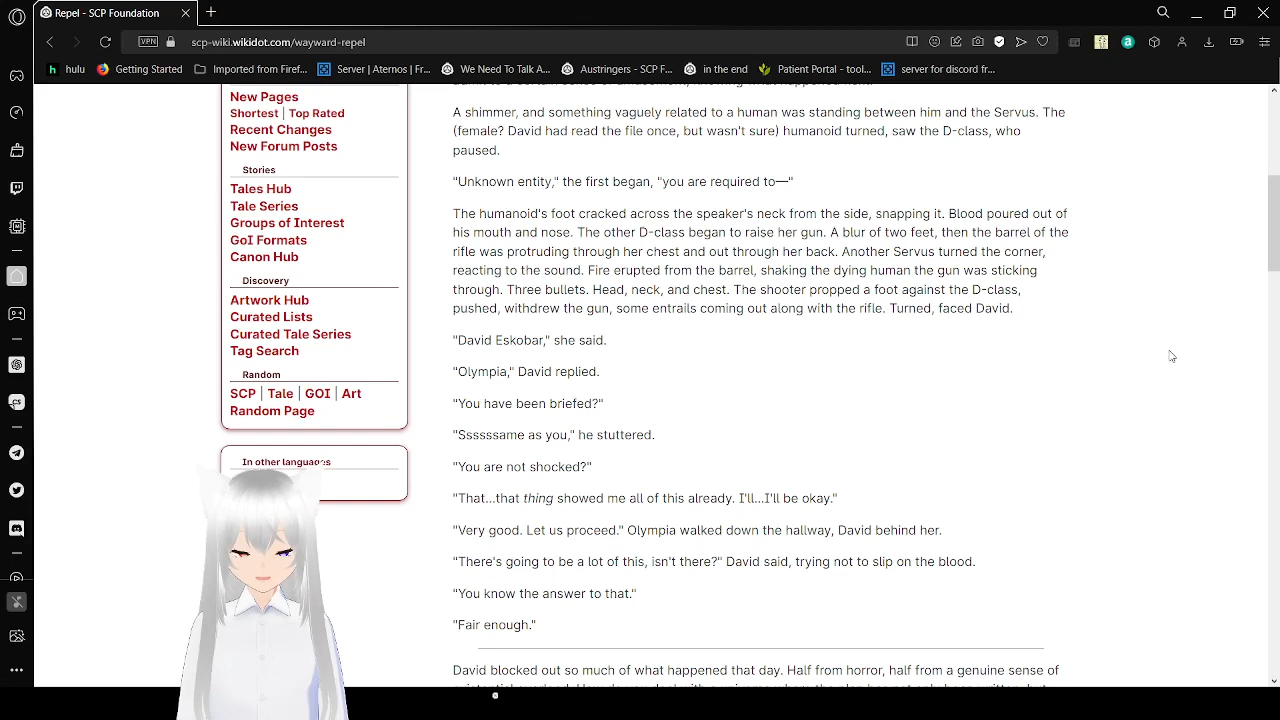 Repel - SCP Foundation
VPN
scp-wiki.wikidot.com/wayward-repel
hulu
Getting Started
Imported from Firef...
Server | Aternos | Fr...
We Need To Talk A...
Austringers - SCP F...
in the end
Patient Portal - tool...
server for discord fr...
New Pages
Shortest | Top Rated
Recent Changes
New Forum Posts
Stories
Tales Hub
Tale Series
Groups of Interest
GoI Formats
Canon Hub
Discovery
Artwork Hub
Curated Lists
Curated Tale Series
Tag Search
Random
SCP | Tale | GOI | Art
Random Page
In other languages
A shimmer, and something vaguely related to a human was standing between him and the Servus. The
(female? David had read the file once, but wasn't sure) humanoid turned, saw the D-class, who
paused.
"Unknown entity," the first began, "you are required to—"
The humanoid's foot cracked across the speaker's neck from the side, snapping it. Blood poured out of
his mouth and nose. The other D-class began to raise her gun. A blur of two feet, then the barrel of the
rifle was protruding through her chest and out through her back. Another Servus turned the corner,
reacting to the sound. Fire erupted from the barrel, shaking the dying human the gun was sticking
through. Three bullets. Head, neck, and chest. The shooter propped a foot against the D-class,
pushed, withdrew the gun, some entrails coming out along with the rifle. Turned, faced David.
"David Eskobar," she said.
"Olympia," David replied.
"You have been briefed?"
"Ssssssame as you," he stuttered.
"You are not shocked?"
"That...that thing showed me all of this already. I'll...I'll be okay."
"Very good. Let us proceed." Olympia walked down the hallway, David behind her.
"There's going to be a lot of this, isn't there?" David said, trying not to slip on the blood.
"You know the answer to that."
"Fair enough."
David blocked out so much of what happened that day. Half from horror, half from a genuine sense of